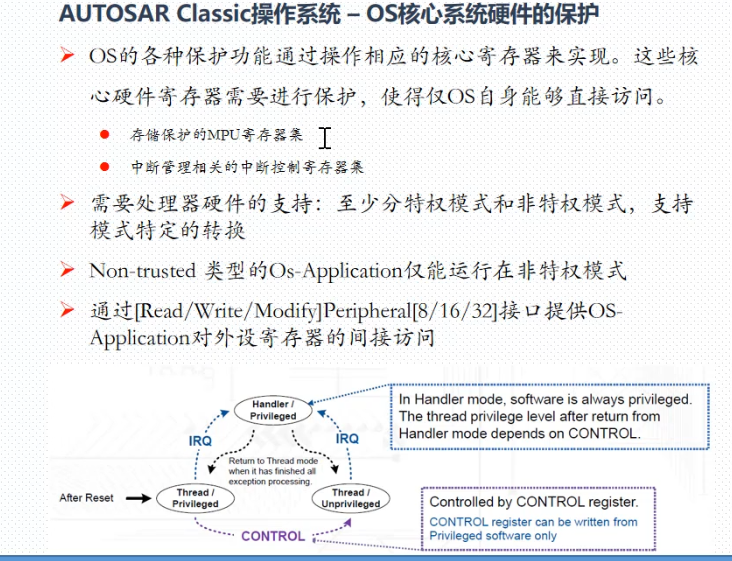 AUTOSAR Classic操作系统 – OS核心系统硬件的保护
OS的各种保护功能通过操作相应的核心寄存器来实现。这些核
心硬件寄存器需要进行保护，使得仅OS自身能够直接访问。
存储保护的MPU寄存器集
中断管理相关的中断控制寄存器集
需要处理器硬件的支持：至少分特权模式和非特权模式，支持
模式特定的转换
Non-trusted 类型的Os-Application仅能运行在非特权模式
通过[Read/Write/Modify]Peripheral[8/16/32]接口提供OS-
Application对外设寄存器的间接访问
Handler /
Privileged
In Handler mode, software is always privileged.
The thread privilege level after return from
Handler mode depends on CONTROL.
IRQ
IRQ
Return to Thread mode
when it has finished all
exception processing.
After Reset
Thread /
Privileged
Thread /
Unprivileged
CONTROL
Controlled by CONTROL register.
CONTROL register can be written from
Privileged software only